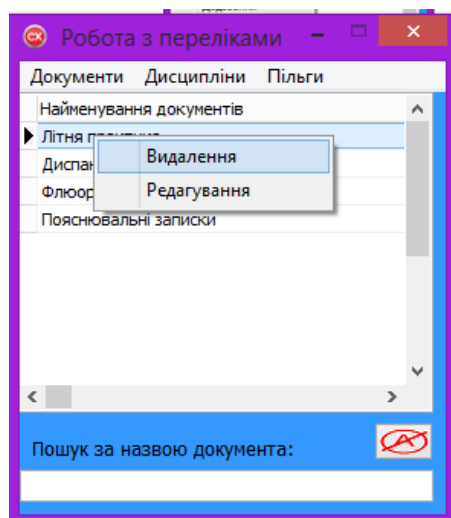 Робота з переліками
Документи Дисципліни Пільги
Найменування документів
Літня
Видалення
Редагування
Пояснювальні записки
Пошук за назвою документа: